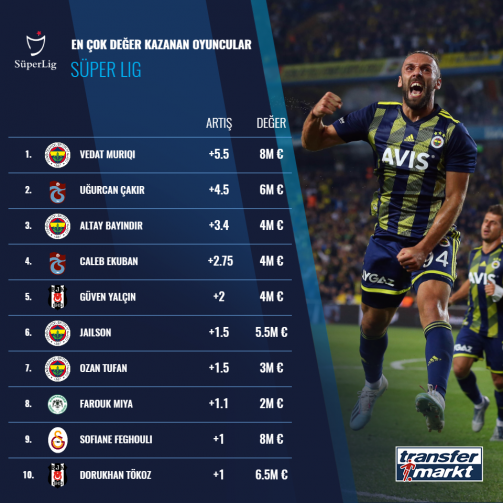 SüperLig
EN ÇOK DEĞER KAZANAN OYUNCULAR
SÜPER LIG
ARTIŞ DEĞER
1. VEDAT MURIQI +5.5 8M €
2. UĞURCAN ÇAKIR +4.5 6M €
3. ALTAY BAYINDIR +3.4 4M €
4. CALEB EKUBAN +2.75 4M €
5. GÜVEN YALÇIN +2 4M €
6. JAILSON +1.5 5.5M €
7. OZAN TUFAN +1.5 3M €
8. FAROUK MIYA +1.1 2M €
9. SOFIANE FEGHOULI +1 8M €
10. DORUKHAN TÖKOZ +1 6.5M €
AVIS
94
YGAZ
transfer
markt